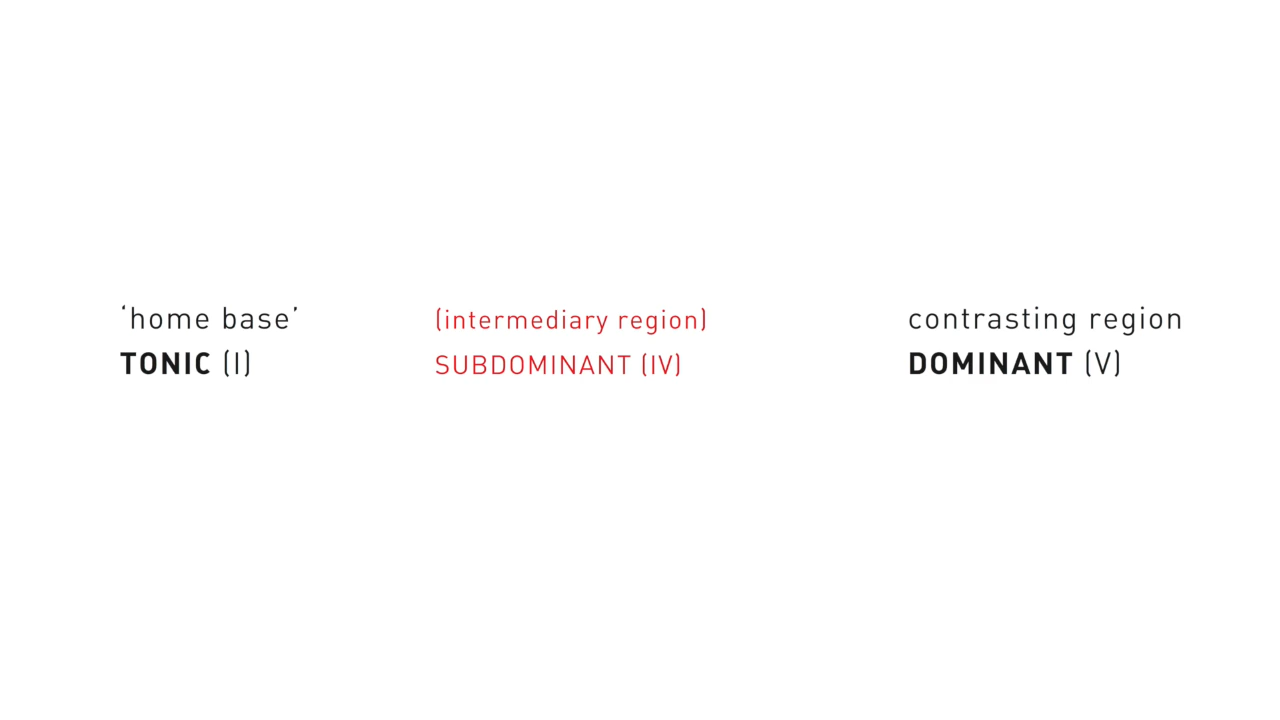 ‘home base’
TONIC (I)
(intermediary region)
SUBDOMINANT (IV)
contrasting region
DOMINANT (V)